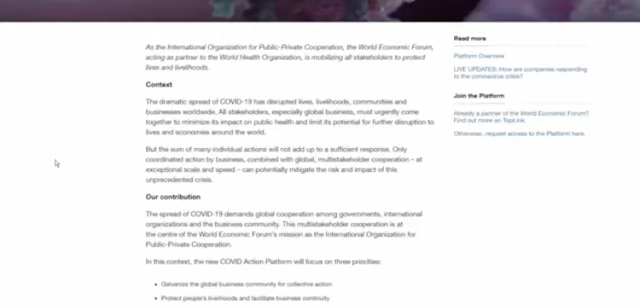 As the International Organization for Public-Private Cooperation, the World Economic Forum,
acting as partner to the World Health Organization, is mobilizing all stakeholders to protect
lives and livelihoods.
Context
The dramatic spread of COVID-19 has disrupted lives, livelihoods, communities and
businesses worldwide. All stakeholders, especially global business, must urgently come
together to minimize its impact on public health and limit its potential for further disruption to
lives and economies around the world.
But the sum of many individual actions will not add up to a sufficient response. Only
coordinated action by business, combined with global, multistakeholder cooperation – at
exceptional scale and speed – can potentially mitigate the risk and impact of this
unprecedented crisis.
Our contribution
The spread of COVID-19 demands global cooperation among governments, international
organizations and the business community. This multistakeholder cooperation is at
the centre of the World Economic Forum's mission as the International Organization for
Public-Private Cooperation.
In this context, the new COVID Action Platform will focus on three priorities:
• Galvanize the global business community for collective action
• Protect people's livelihoods and facilitate business continuity
Read more
Platform Overview
LIVE UPDATES: How are companies responding
to the coronavirus crisis?
Join the Platform
Already a partner of the World Economic Forum?
Find out more on TopLink.
Otherwise, request access to the Platform here.